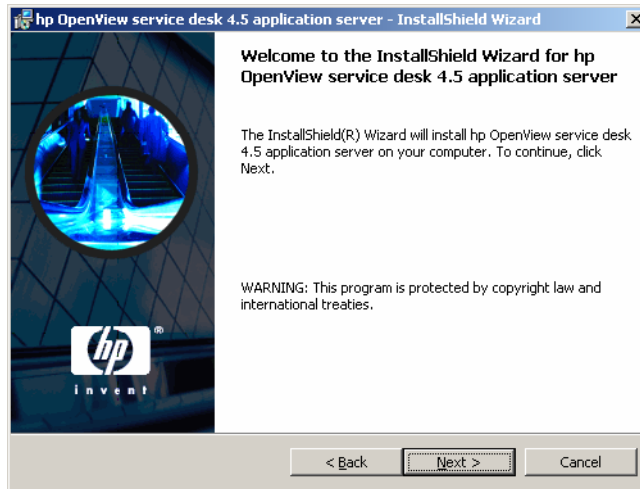 hp OpenView service desk 4.5 application server - InstallShield Wizard
Welcome to the InstallShield Wizard for hp
OpenView service desk 4.5 application server
The InstallShield(R) Wizard will install hp OpenView service desk
4.5 application server on your computer. To continue, click
Next.
WARNING: This program is protected by copyright law and
international treaties.
hp ®
invent
< Back
Next >
Cancel